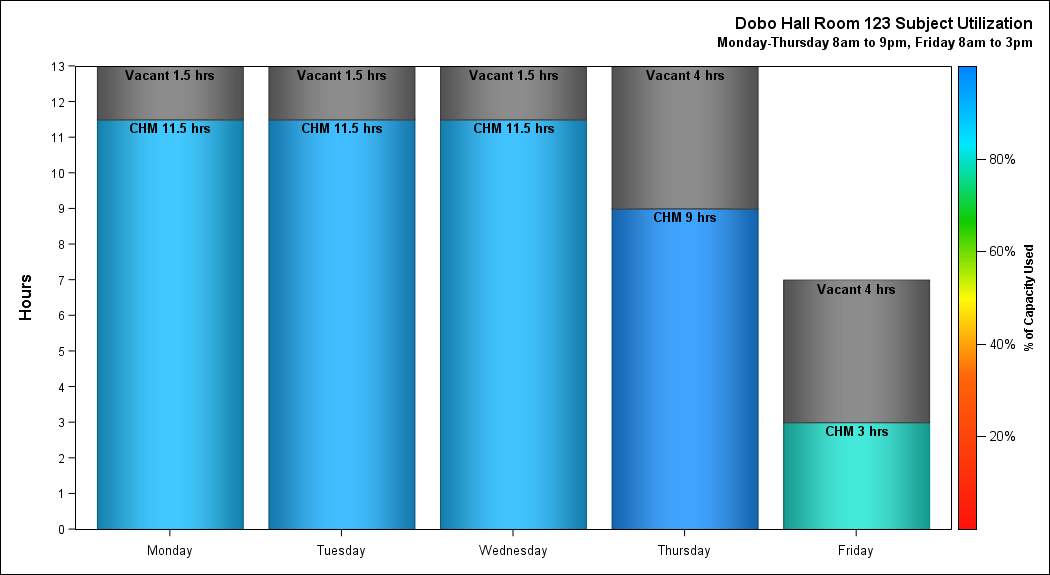 Dobo Hall Room 123 Subject Utilization
Monday-Thursday 8am to 9pm, Friday 8am to 3pm
Hours
13
12
11
10
9
8
7
6
5
4
3
2
1
0
Vacant 1.5 hrs
CHM 11.5 hrs
Vacant 1.5 hrs
CHM 11.5 hrs
Vacant 1.5 hrs
CHM 11.5 hrs
Vacant 4 hrs
CHM 9 hrs
Vacant 4 hrs
CHM 3 hrs
Monday
Tuesday
Wednesday
Thursday
Friday
80%
60%
40%
20%
% of Capacity Used